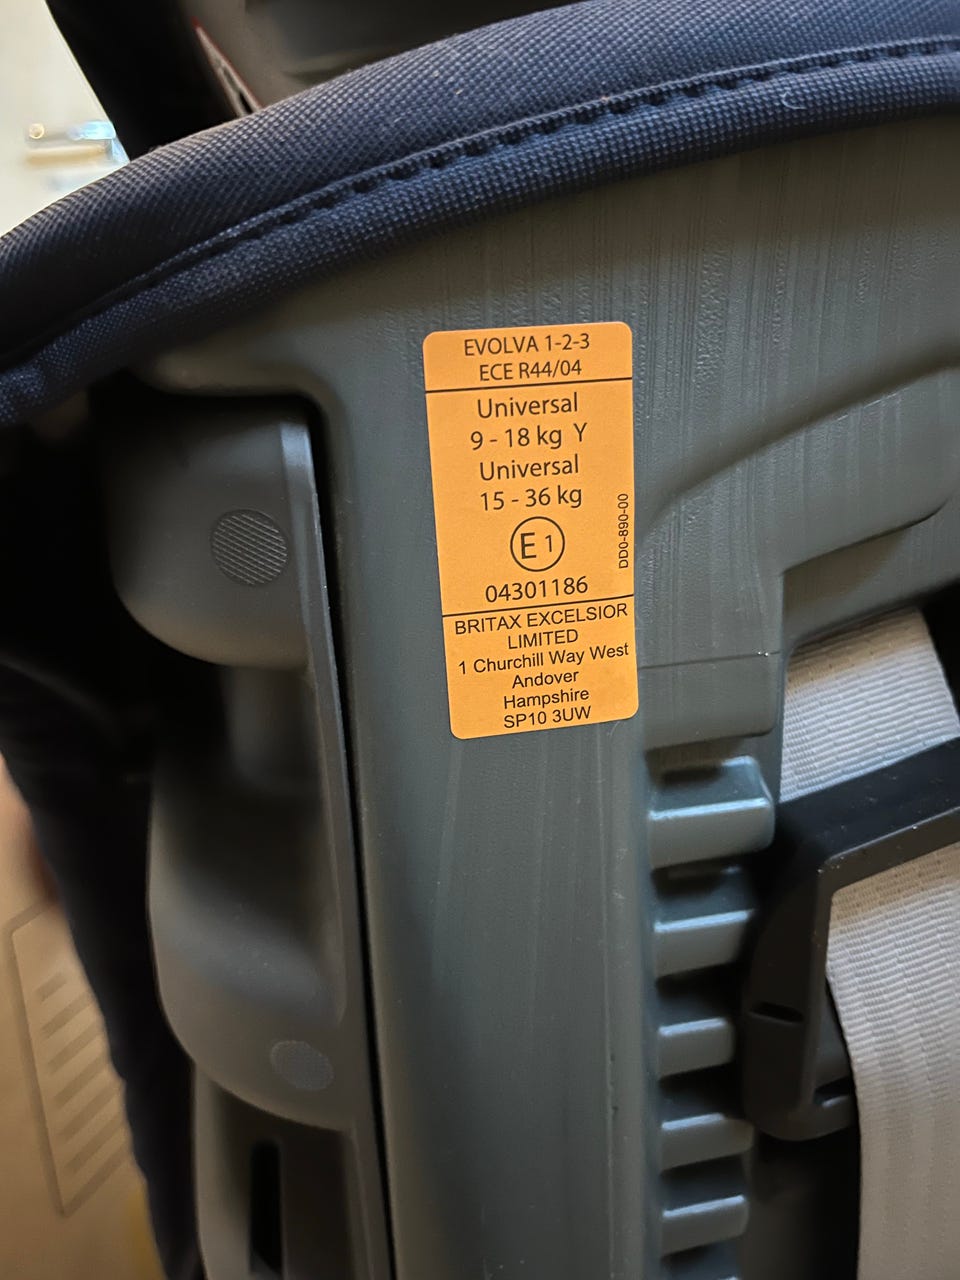 EVOLVA 1-2-3
ECE R44/04
Universal
9 - 18 kg Y
Universal
15 - 36 kg
E 1
04301186
DD0-890-00
BRITAX EXCELSIOR
LIMITED
1 Churchill Way West
Andover
Hampshire
SP10 3UW